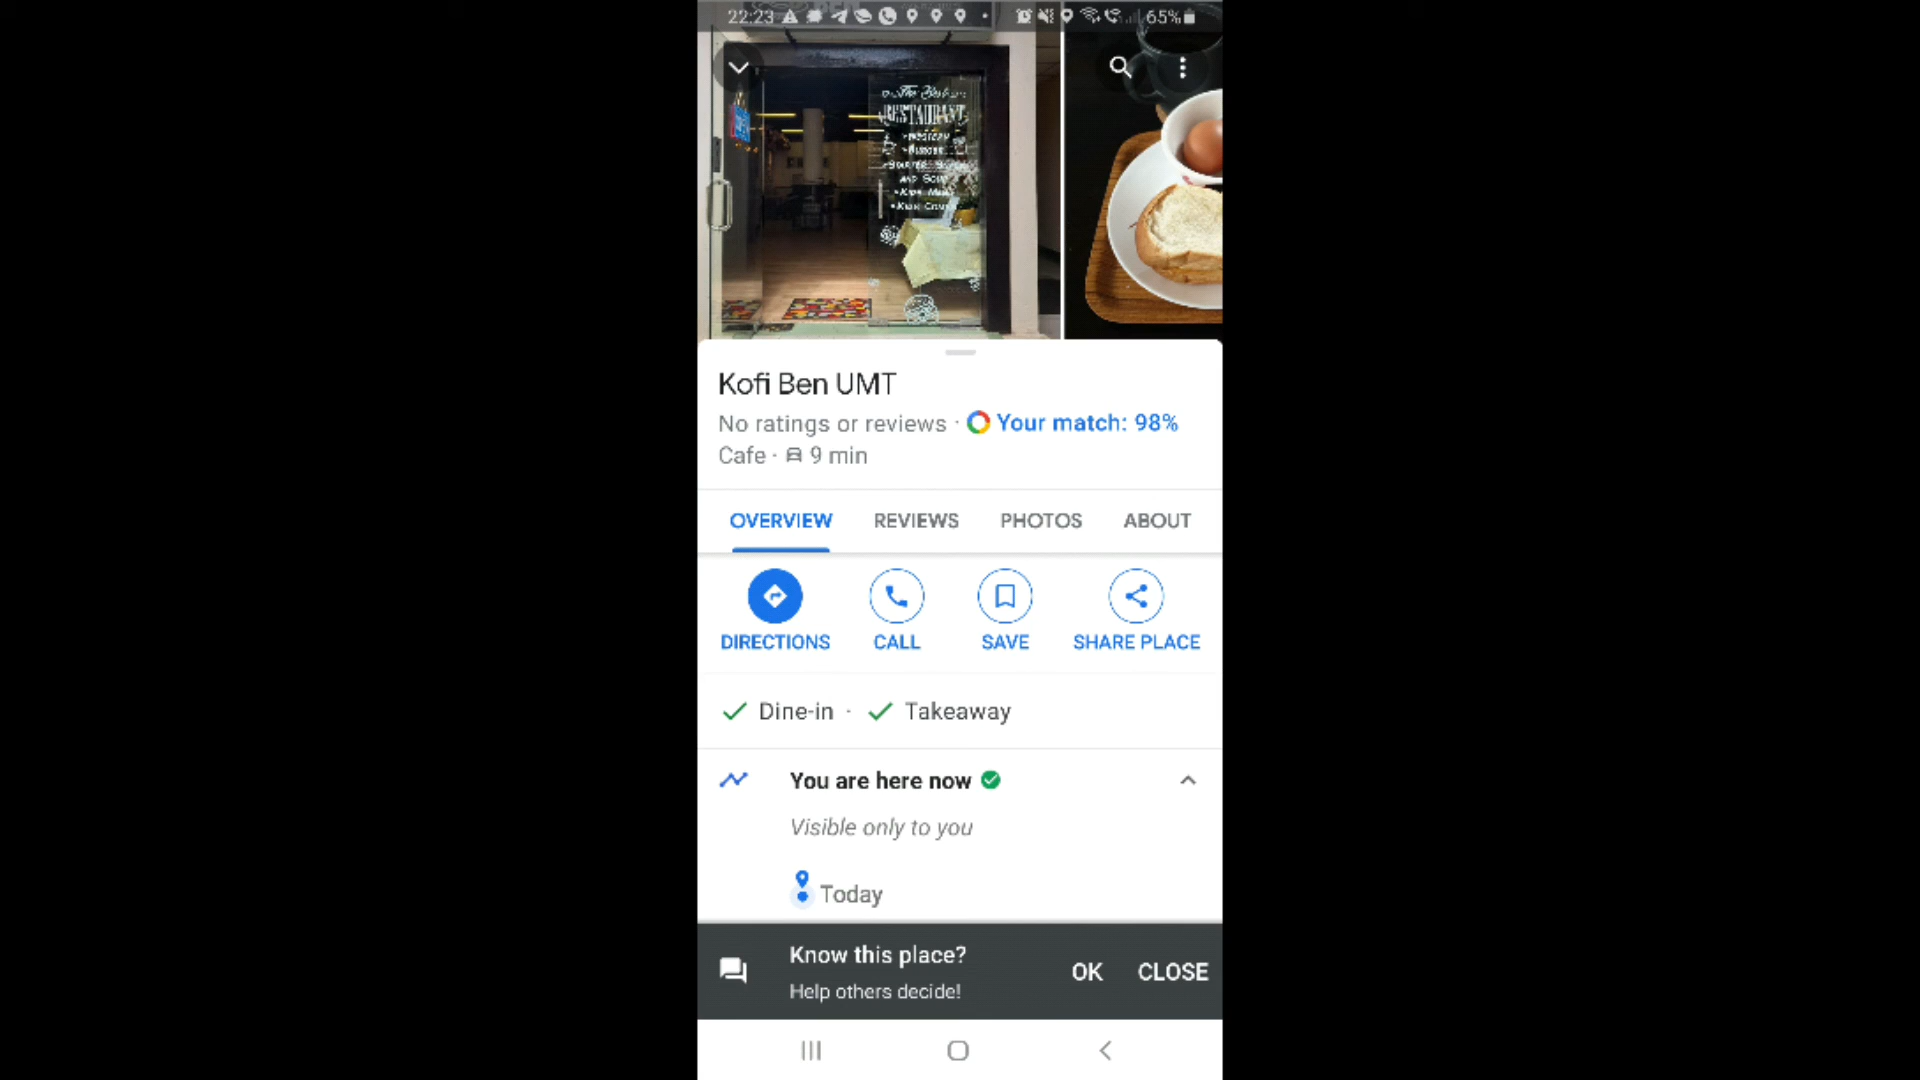 22:23 65%
RESTAURANT
Kofi Ben UMT
No ratings or reviews · Your match: 98%
Cafe · 9 min
OVERVIEW REVIEWS PHOTOS ABOUT
DIRECTIONS CALL SAVE SHARE PLACE
Dine-in · Takeaway
You are here now
Visible only to you
Today
Know this place?
Help others decide!
OK CLOSE